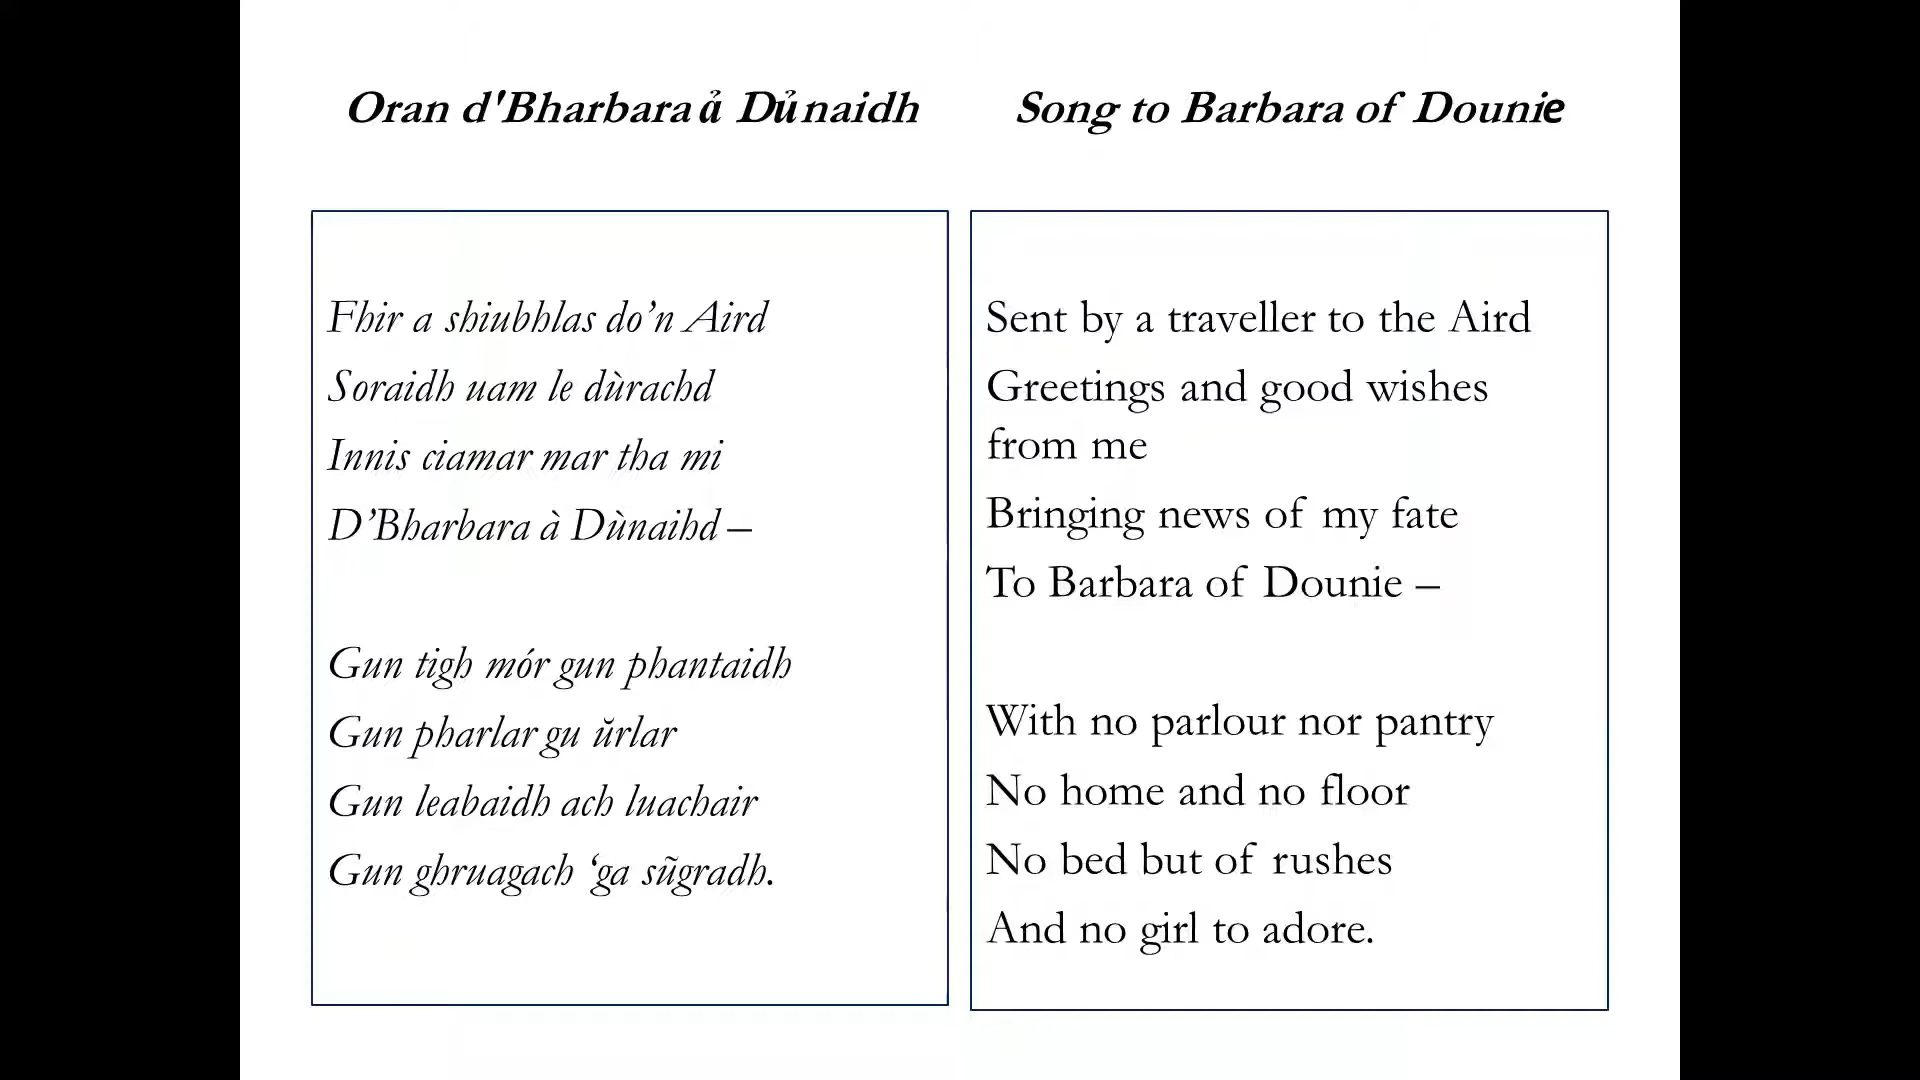 Oran d'Bharbara ả Dủnaidh
Song to Barbara of Dounie
Fhir a shiubhlas do’n Aird
Soraidh uam le dùrachd
Innis ciamar mar tha mi
D’Bharbara à Dùnaihd –
Gun tigh mór gun phantaidh
Gun pharlar gu ŭrlar
Gun leabaidh ach luachair
Gun ghruagach ‘ga sũgradh.
Sent by a traveller to the Aird
Greetings and good wishes
from me
Bringing news of my fate
To Barbara of Dounie –
With no parlour nor pantry
No home and no floor
No bed but of rushes
And no girl to adore.